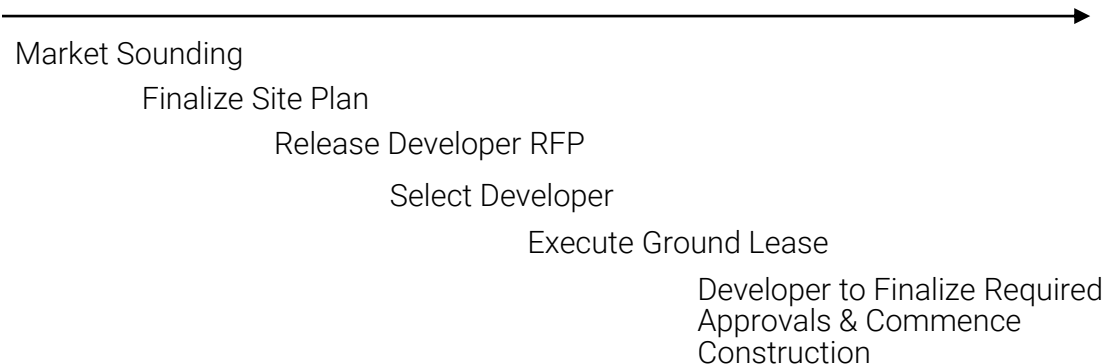 Market Sounding
Finalize Site Plan
Release Developer RFP
Select Developer
Execute Ground Lease
Developer to Finalize Required
Approvals & Commence
Construction